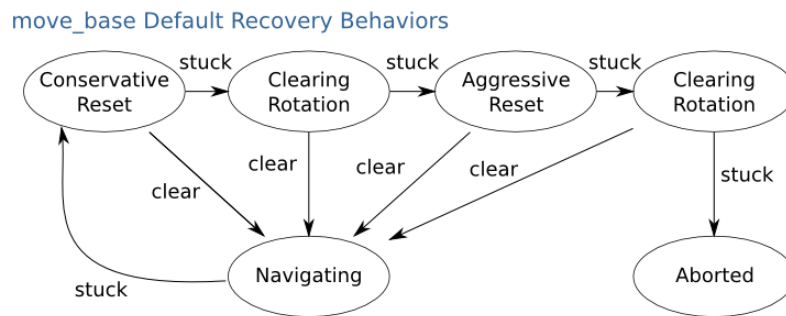 move_base Default Recovery Behaviors
stuck
stuck
stuck
Conservative
Reset
Clearing
Rotation
Aggressive
Reset
Clearing
Rotation
clear
clear
clear
clear
stuck
Navigating
Aborted
stuck